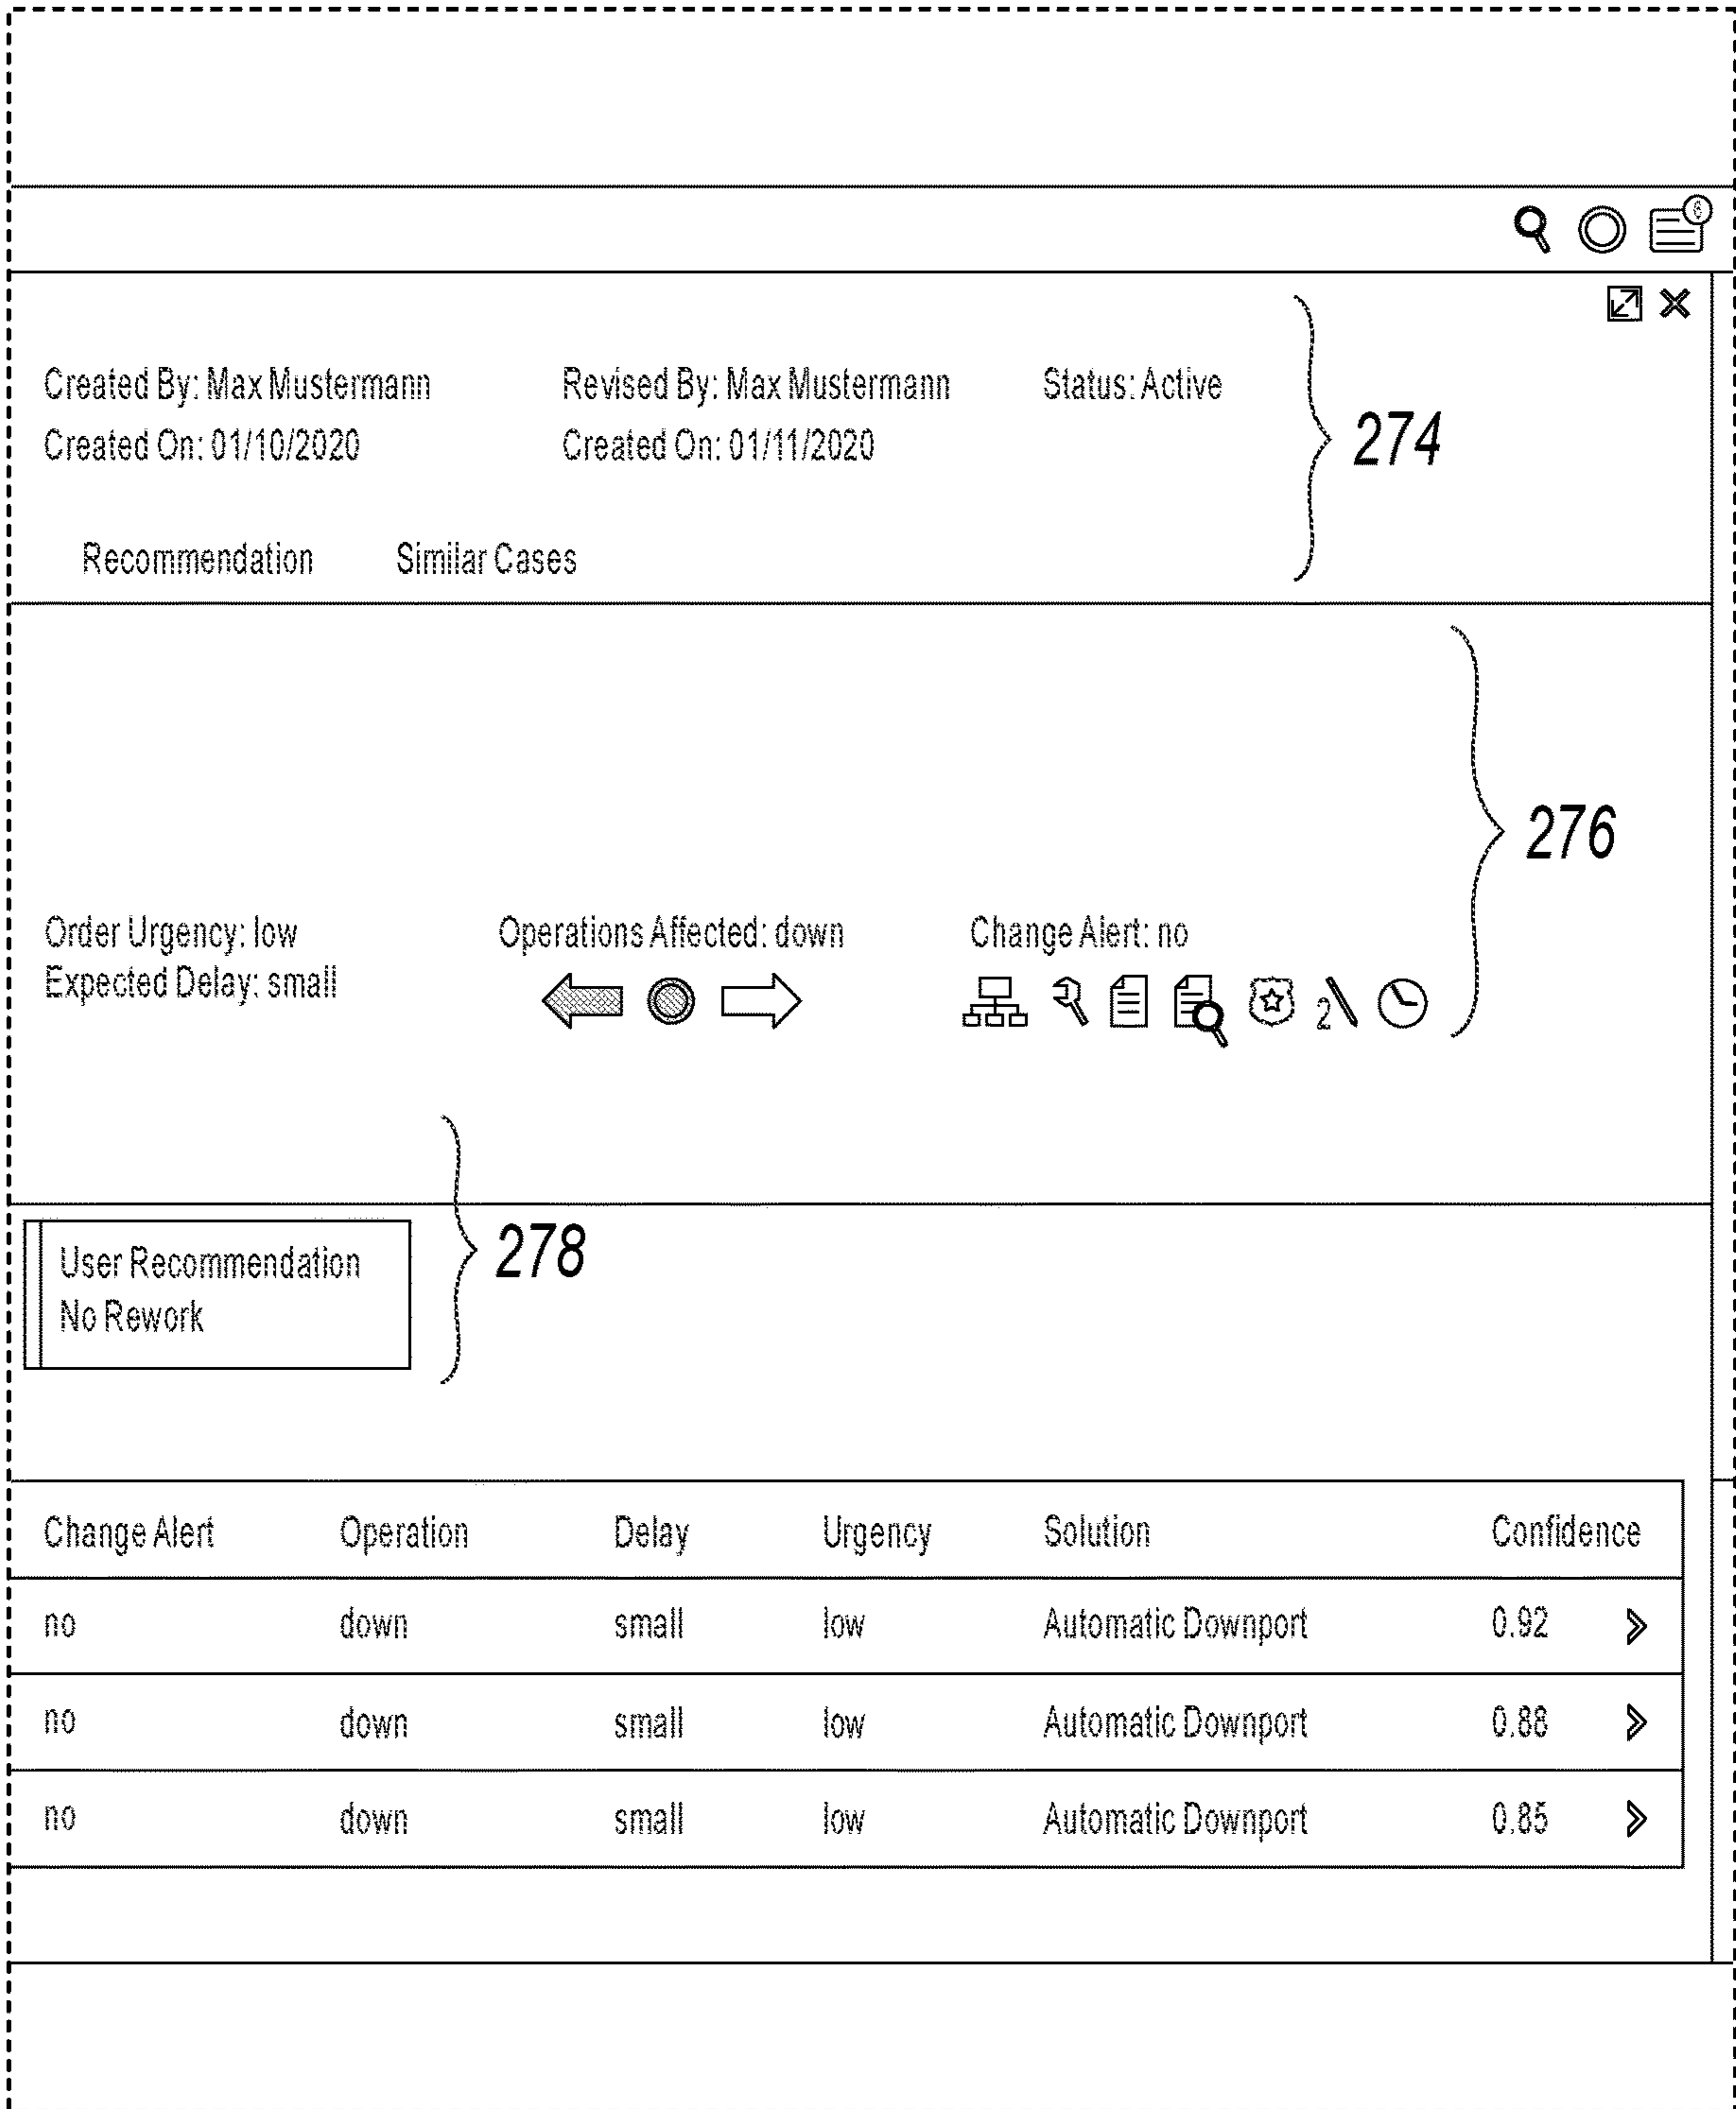 6
Created By: Max Mustermann Revised By: Max Mustermann Status: Active
Created On: 01/10/2020 Created On: 01/11/2020
274
Recommendation Similar Cases
276
Order Urgency: low Operations Affected: down Change Alert: no
Expected Delay: small
2
278
User Recommendation
No Rework
Change Alert Operation Delay Urgency Solution Confidence
no down small low Automatic Downport 0.92
no down small low Automatic Downport 0.88
no down small low Automatic Downport 0.85